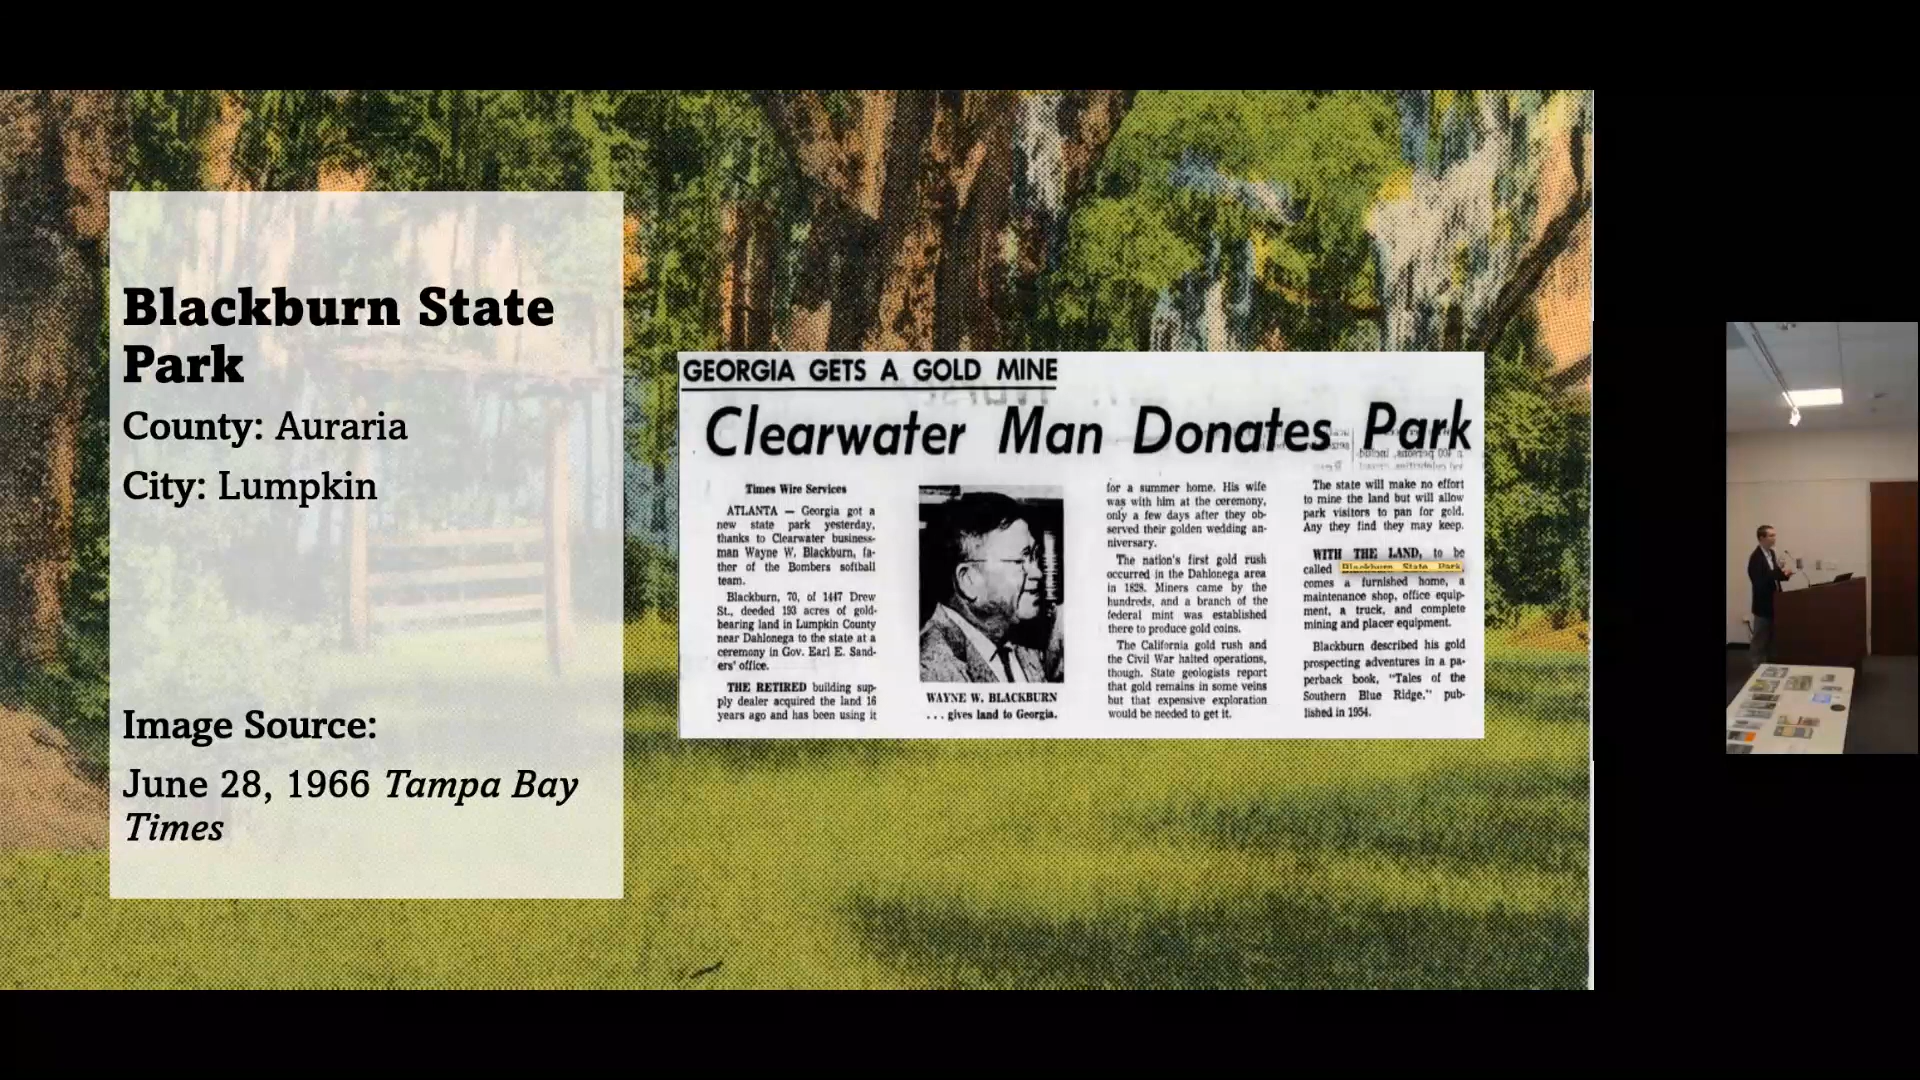 Blackburn State
Park
County: Auraria
City: Lumpkin
Image Source:
June 28, 1966 Tampa Bay
Times
GEORGIA GETS A GOLD MINE
Clearwater Man Donates Park
Times Wire Services
ATLANTA — Georgia got a
new state park yesterday,
thanks to Clearwater business-
man Wayne W. Blackburn, fa-
ther of the Bombers softball
team.
Blackburn, 70, of 1447 Drew
St., deeded 193 acres of gold-
bearing land in Lumpkin County
near Dahlonega to the state at a
ceremony in Gov. Earl E. Sand-
ers' office.
THE RETIRED building sup-
ply dealer acquired the land 16
years ago and has been using it
WAYNE W. BLACKBURN
. . . gives land to Georgia.
for a summer home. His wife
was with him at the ceremony,
only a few days after they ob-
served their golden wedding an-
niversary.
The nation's first gold rush
occurred in the Dahlonega area
in 1828. Miners came by the
hundreds, and a branch of the
federal mint was established
there to produce gold coins.
The California gold rush and
the Civil War halted operations,
though. State geologists report
that gold remains in some veins
but that expensive exploration
would be needed to get it.
The state will make no effort
to mine the land but will allow
park visitors to pan for gold.
Any they find they may keep.
WITH THE LAND, to be
called Blackburn State Park,
comes a furnished home, a
maintenance shop, office equip-
ment, a truck, and complete
mining and placer equipment.
Blackburn described his gold
prospecting adventures in a pa-
perback book, "Tales of the
Southern Blue Ridge," pub-
lished in 1954.